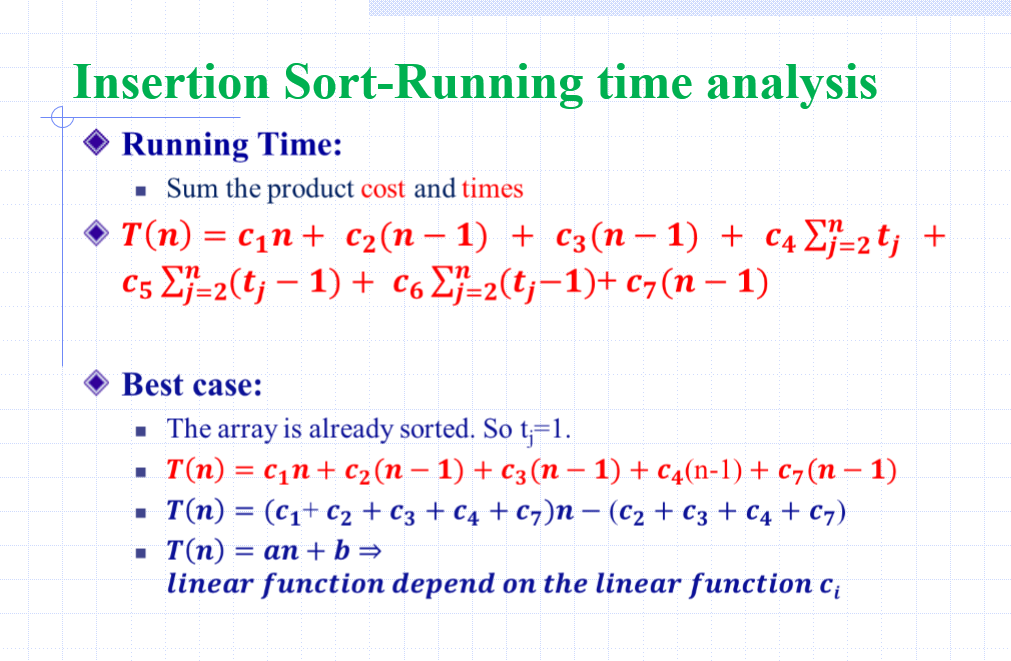 Insertion Sort-Running time analysis
Running Time:
Sum the product cost and times
T(n) = c₁n + c₂(n − 1) + c₃(n − 1) + c₄ ∑ⁿⱼ₌₂ tⱼ +
c₅ ∑ⁿⱼ₌₂(tⱼ − 1) + c₆ ∑ⁿⱼ₌₂(tⱼ−1)+ c₇(n − 1)
Best case:
The array is already sorted. So tⱼ=1.
T(n) = c₁n + c₂(n − 1) + c₃(n − 1) + c₄(n-1) + c₇(n − 1)
T(n) = (c₁+ c₂ + c₃ + c₄ + c₇)n − (c₂ + c₃ + c₄ + c₇)
T(n) = an + b ⇒
linear function depend on the linear function cᵢ